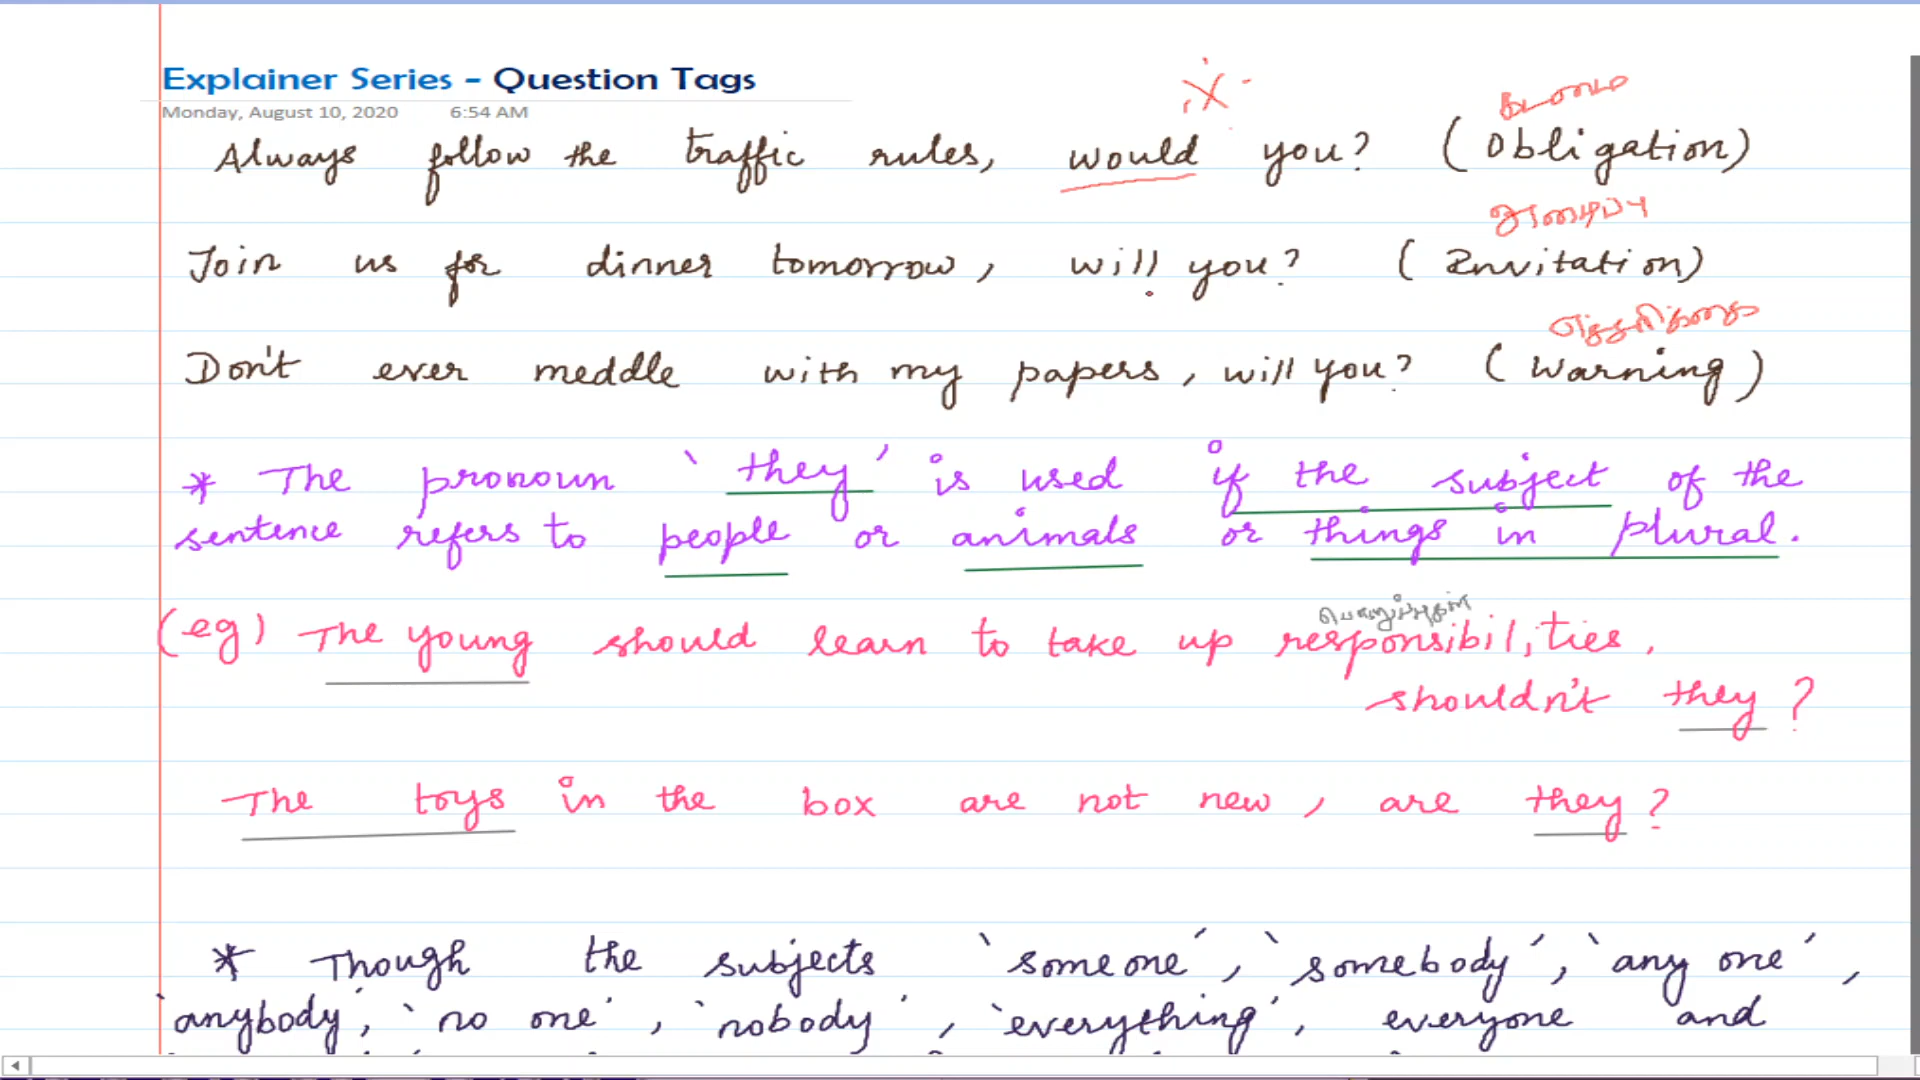 Explainer Series - Question Tags
Monday, August 10, 2020 6:54 AM
கடமை
Always follow the traffic rules, would you? (Obligation)
அழைப்பு
Join us for dinner tomorrow, will you? (Invitation)
எச்சரிக்கை
Don't ever meddle with my papers, will you? (Warning)
* The pronoun `they' is used if the subject of the
sentence refers to people or animals or things in plural.
(eg) The young should learn to take up responsibilities,
shouldn't they?
The toys in the box are not new, are they?
* Though the subjects `someone', `somebody', `any one',
`anybody', `no one', `nobody', `everything', everyone and